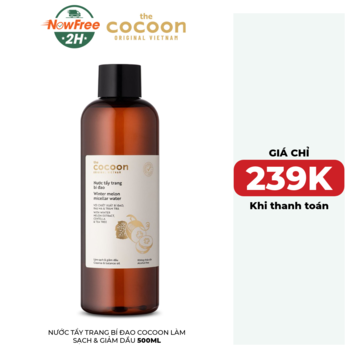 NowFree
2H
the
cocoon
ORIGINAL VIETNAM
GIÁ CHỈ
239K
Khi thanh toán
the
cocoon
Nước tẩy trang
bí đao
Winter melon
micellar water
NƯỚC TẨY TRANG BÍ ĐAO COCOON LÀM
SẠCH & GIẢM DẦU 500ML